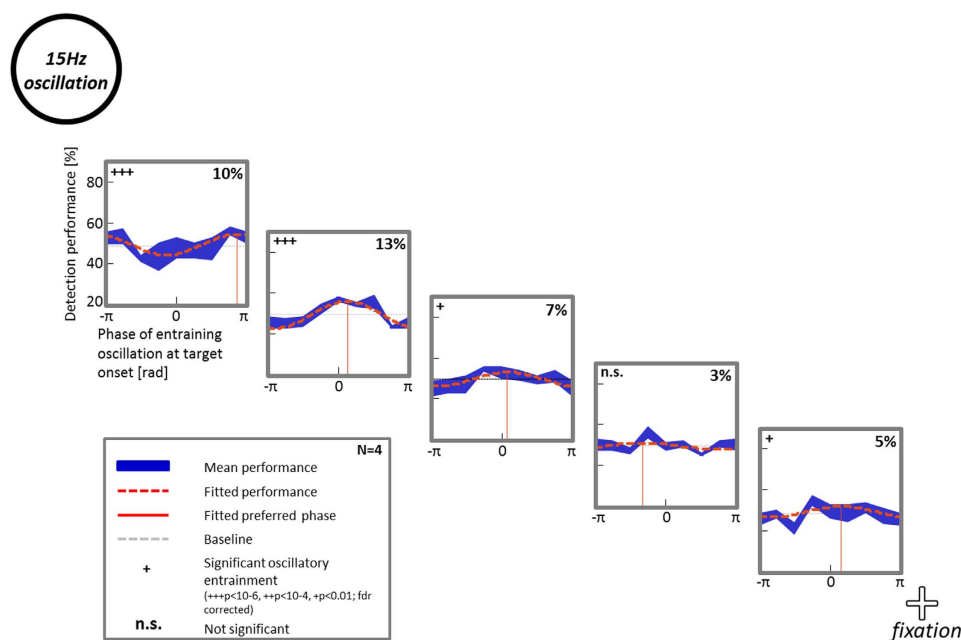 15Hz
oscillation
Detection performance [%]
+++ 10%
80
60
40
20
-π 0 π
Phase of entraining
oscillation at target
onset [rad]
+++ 13%
-π 0 π
+ 7%
-π 0 π
n.s. 3%
-π 0 π
+ 5%
-π 0 π
N=4
Mean performance
Fitted performance
Fitted preferred phase
Baseline
+ Significant oscillatory
entrainment
(+++p<10-6, ++p<10-4, +p<0.01; fdr
corrected)
n.s. Not significant
fixation